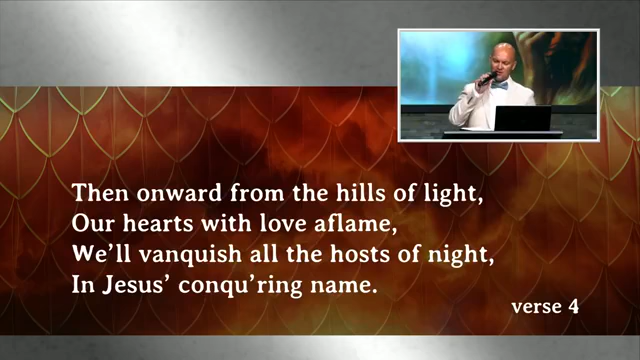 Then onward from the hills of light,
Our hearts with love aflame,
We'll vanquish all the hosts of night,
In Jesus' conqu'ring name.
verse 4